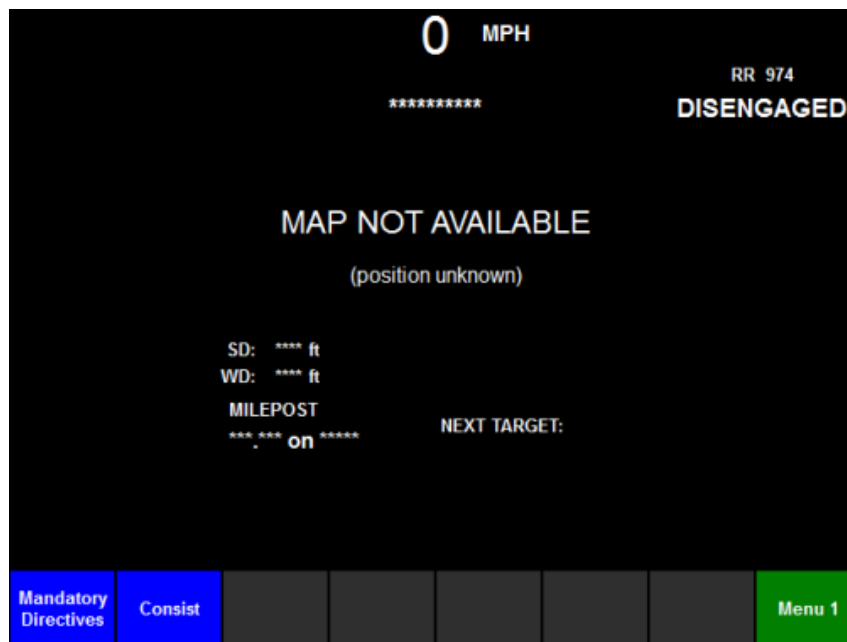 0 MPH
RR 974
********** DISENGAGED
MAP NOT AVAILABLE
(position unknown)
SD: **** ft
WD: **** ft
MILEPOST
***.*** on *****
NEXT TARGET:
Mandatory
Directives
Consist
Menu 1